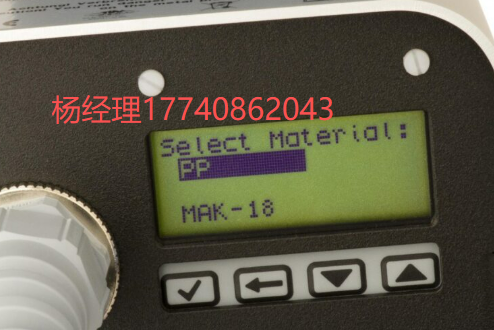 杨经理17740862043
Select Material:
PP
MAK-18